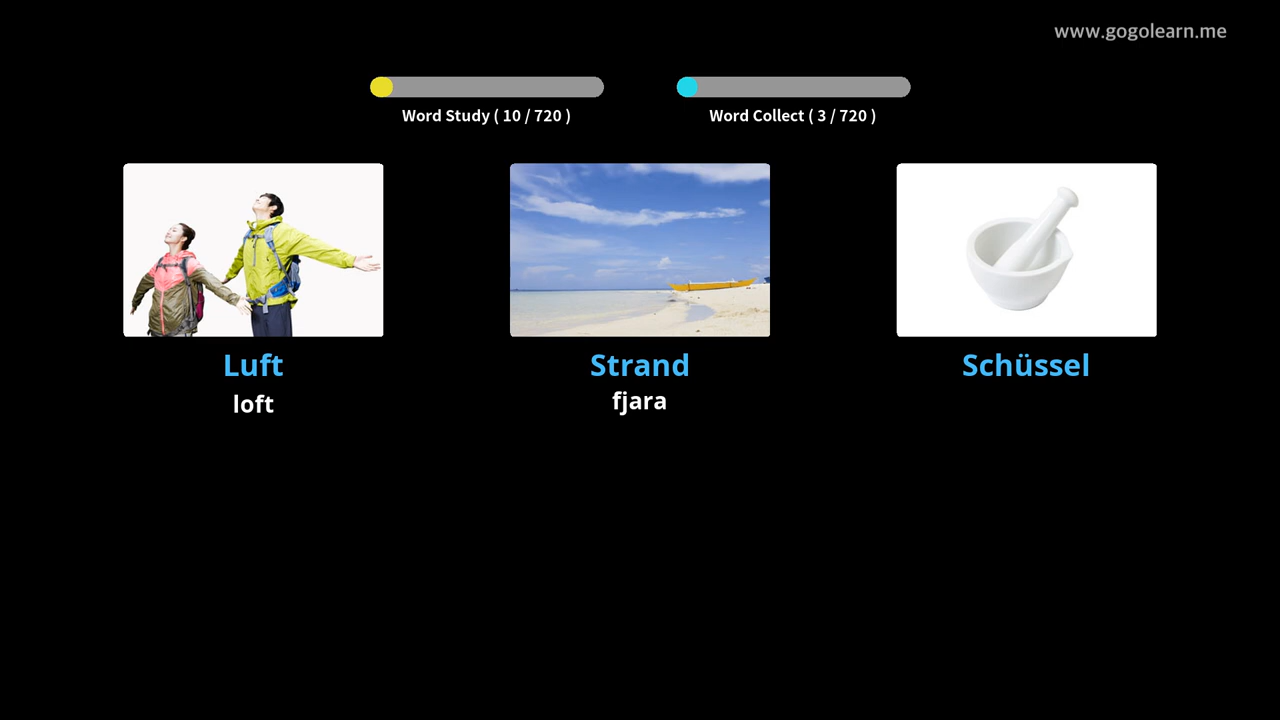 www.gogolearn.me
Word Study ( 10 / 720 )
Word Collect ( 3 / 720 )
Luft
Strand
Schüssel
loft
fjara